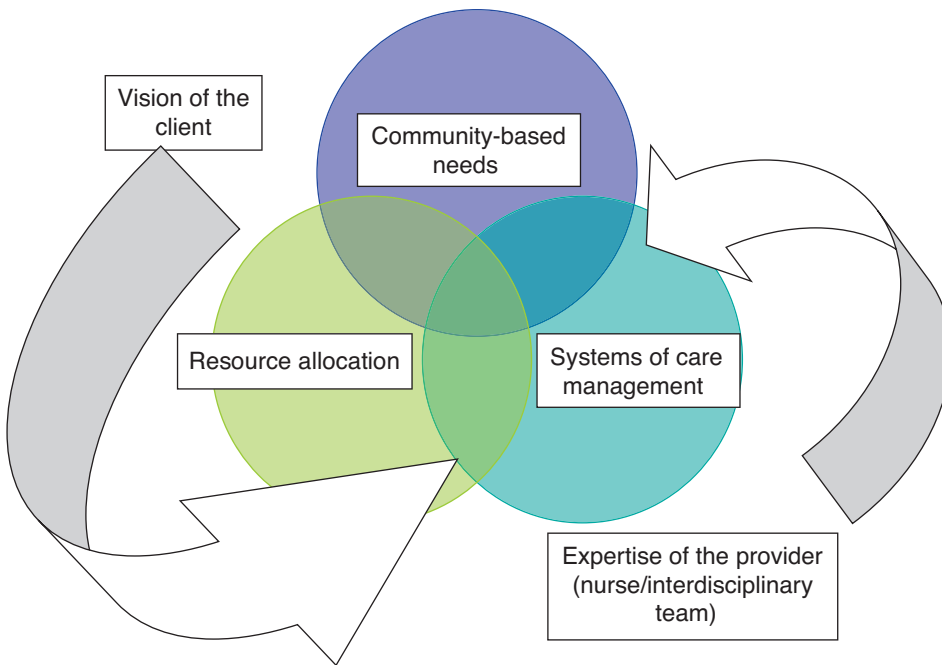 Vision of the
client
Community-based
needs
Resource allocation
Systems of care
management
Expertise of the provider
(nurse/interdisciplinary
team)